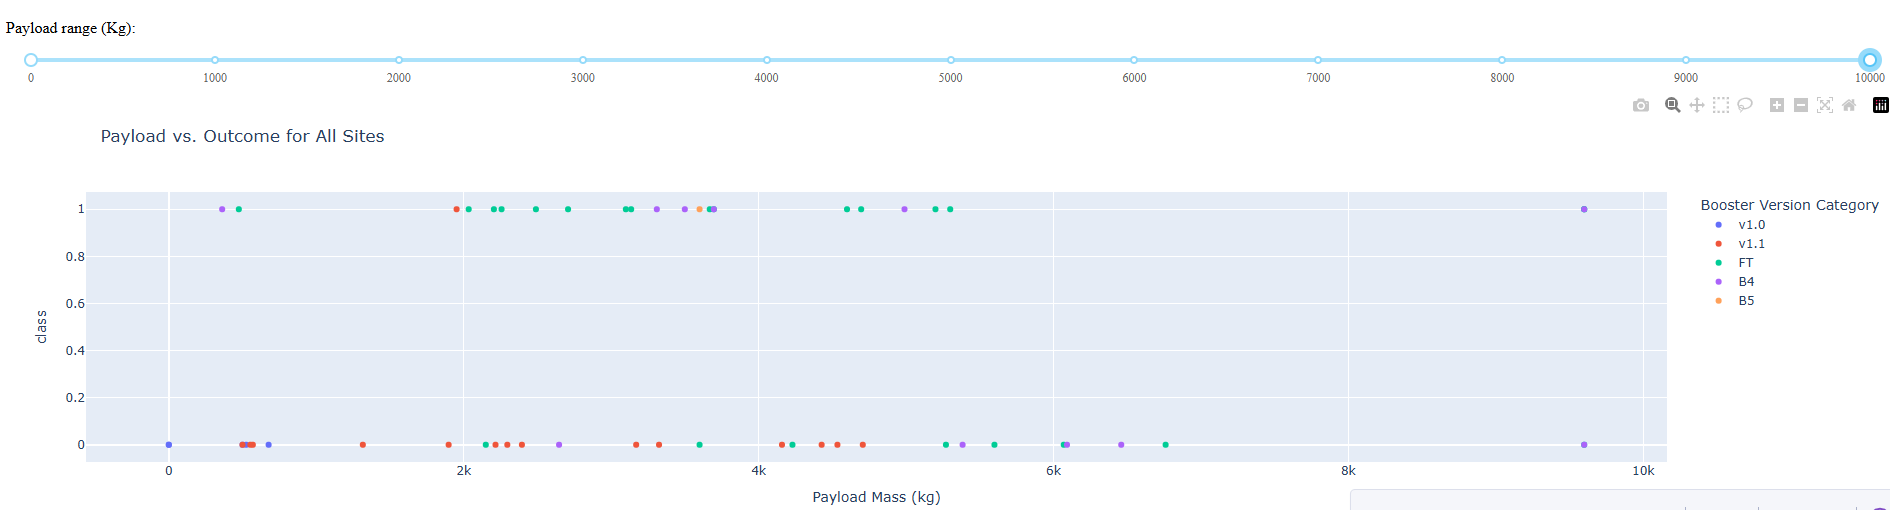 Payload range (Kg):
0 1000 2000 3000 4000 5000 6000 7000 8000 9000 10000
Payload vs. Outcome for All Sites
1
0.8
0.6
0.4
0.2
0
class
0 2k 4k 6k 8k 10k
Payload Mass (kg)
Booster Version Category
v1.0
v1.1
FT
B4
B5